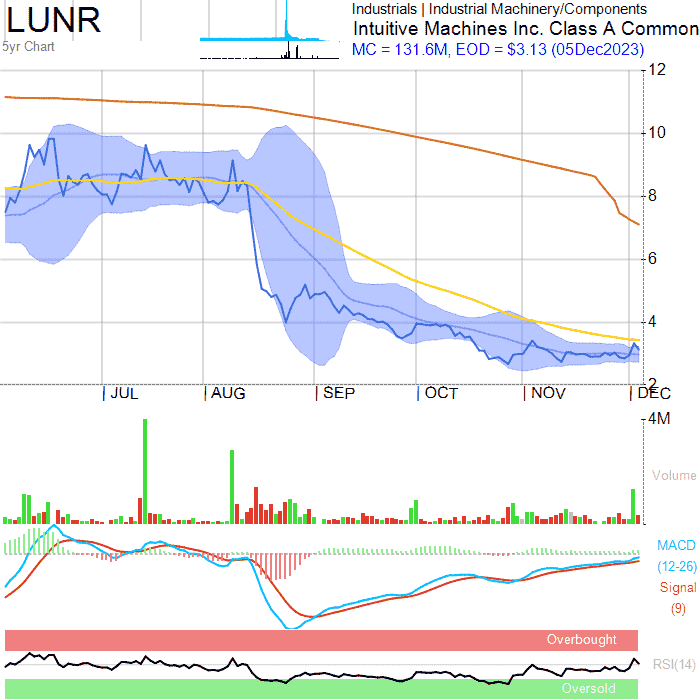 LUNR
5yr Chart
Industrials | Industrial Machinery/Components
Intuitive Machines Inc. Class A Common
MC = 131.6M, EOD = $3.13 (05Dec2023)
12
10
8
6
4
2
JUL
AUG
SEP
OCT
NOV
DEC
4M
Volume
MACD
(12-26)
Signal
(9)
Overbought
RSI(14)
Oversold